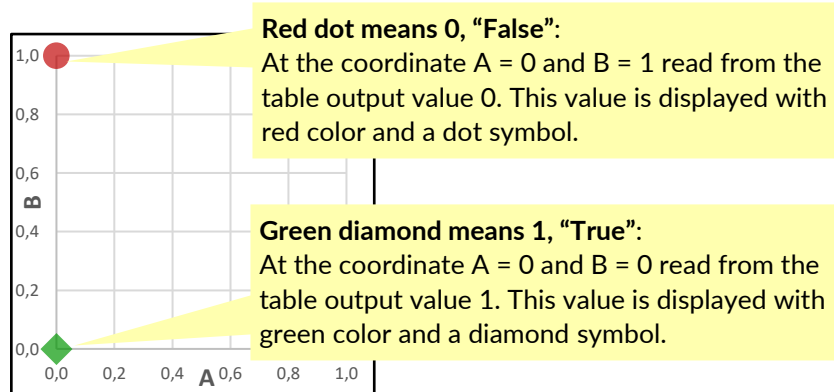 Red dot means 0, “False”:
At the coordinate A = 0 and B = 1 read from the
table output value 0. This value is displayed with
red color and a dot symbol.
Green diamond means 1, “True”:
At the coordinate A = 0 and B = 0 read from the
table output value 1. This value is displayed with
green color and a diamond symbol.
1,0
0,8
0,6
B
0,4
0,2
0,0
0,0 0,2 0,4 A 0,6 0,8 1,0